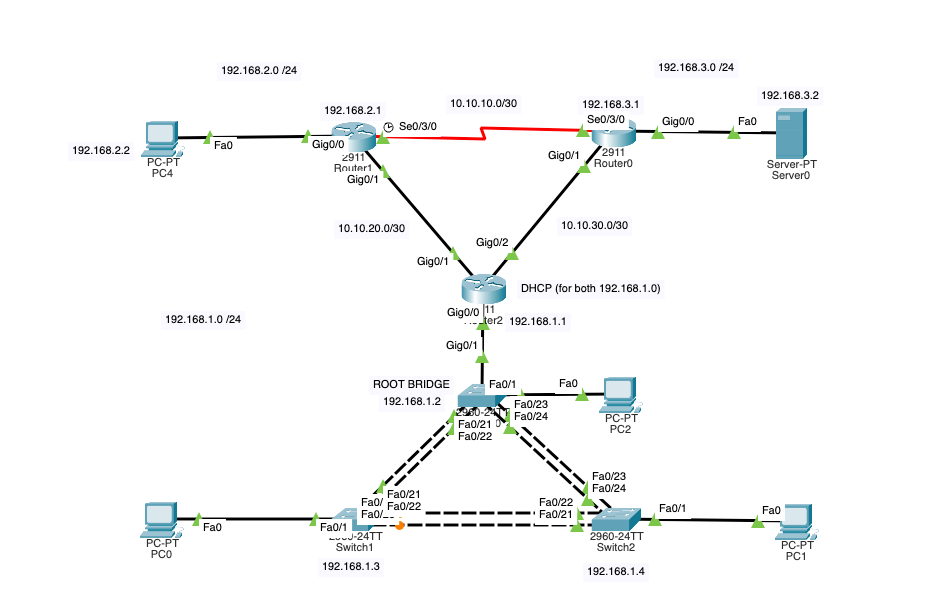 192.168.2.0 /24
192.168.3.0 /24
192.168.3.2
192.168.2.1
10.10.10.0/30
192.168.3.1
Se0/3/0
Se0/3/0
Gig0/0
Fa0
192.168.2.2
Fa0
Gig0/0
PC-PT
PC4
2911
Router1
Gig0/1
Gig0/1
2911
Router0
Server-PT
Server0
10.10.20.0/30
10.10.30.0/30
Gig0/2
Gig0/1
DHCP (for both 192.168.1.0)
192.168.1.0 /24
Gig0/0
192.168.1.1
Gig0/1
ROOT BRIDGE
192.168.1.2
Fa0/1
Fa0
2960-24TT
Fa0/23
Fa0/24
Fa0/21
Fa0/22
PC-PT
PC2
Fa0/23
Fa0/24
Fa0/21
Fa0/22
Fa0/
Fa0/22
Fa0/21
Fa0
Fa0/1
Fa0/1
Fa0
PC-PT
PC0
2960-24TT
Switch1
2960-24TT
Switch2
PC-PT
PC1
192.168.1.3
192.168.1.4